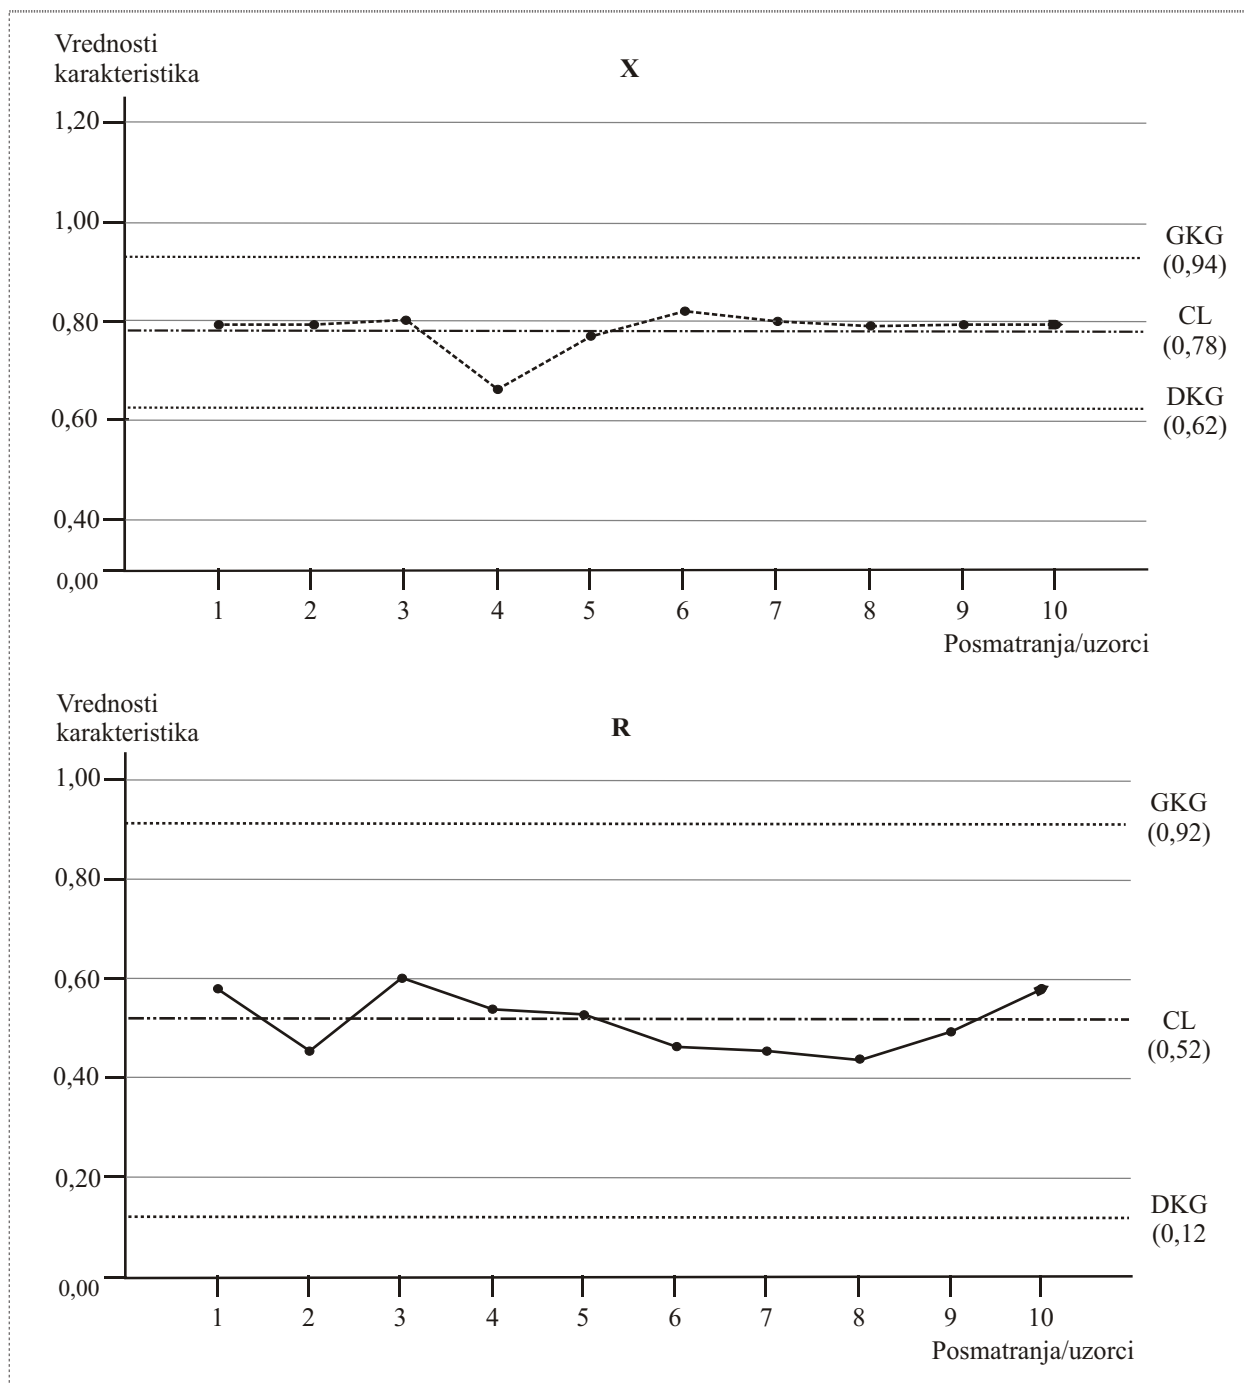 Vrednosti
karakteristika
X
1,20
1,00
GKG
(0,94)
0,80
CL
(0,78)
DKG
0,60
(0,62)
0,40
0,00
1 2 3 4 5 6 7 8 9 10
Posmatranja/uzorci
Vrednosti
karakteristika
R
1,00
GKG
(0,92)
0,80
0,60
CL
(0,52)
0,40
0,20
DKG
(0,12
0,00
1 2 3 4 5 6 7 8 9 10
Posmatranja/uzorci